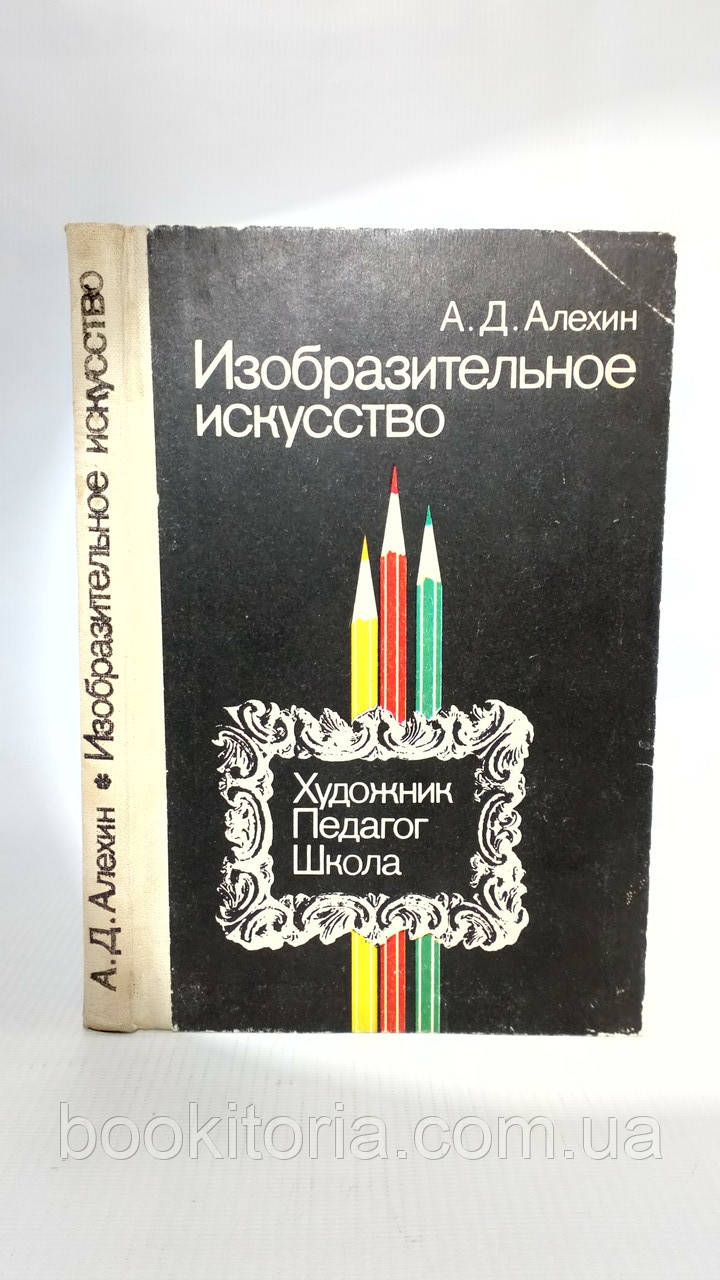 А.Д.Алехин * Изобразительное искусство
А.Д.Алехин
Изобразительное
искусство
Художник
Педагог
Школа
bookitoria.com.ua